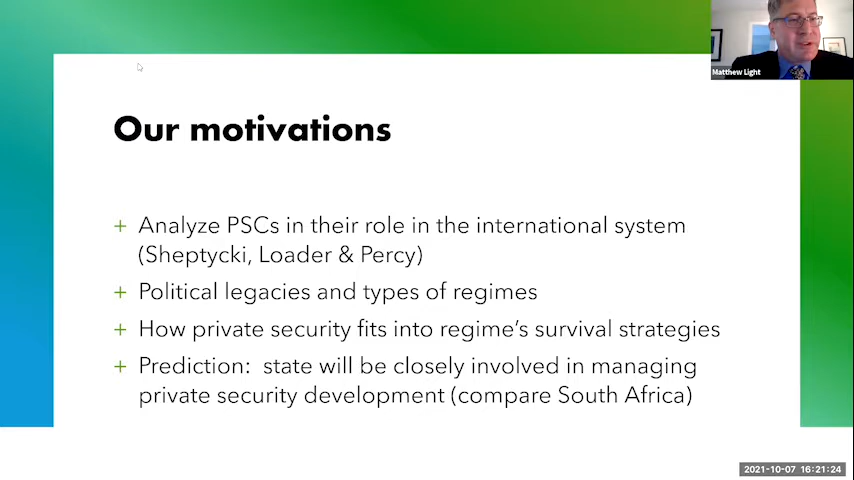 Matthew Light
Our motivations
+ Analyze PSCs in their role in the international system
(Sheptycki, Loader & Percy)
+ Political legacies and types of regimes
+ How private security fits into regime's survival strategies
+ Prediction: state will be closely involved in managing
private security development (compare South Africa)
2021-10-07 16:21:24